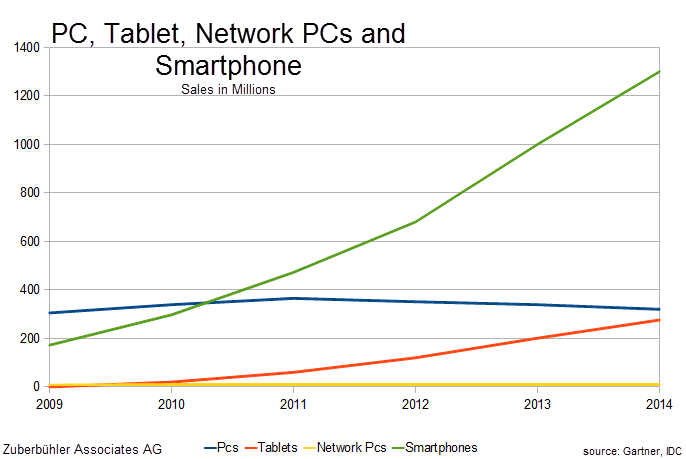 PC, Tablet, Network PCs and
Smartphone
Sales in Millions
1400
1200
1000
800
600
400
200
0
2009 2010 2011 2012 2013 2014
Zuberbühler Associates AG
Pcs Tablets Network Pcs Smartphones
source: Gartner, IDC